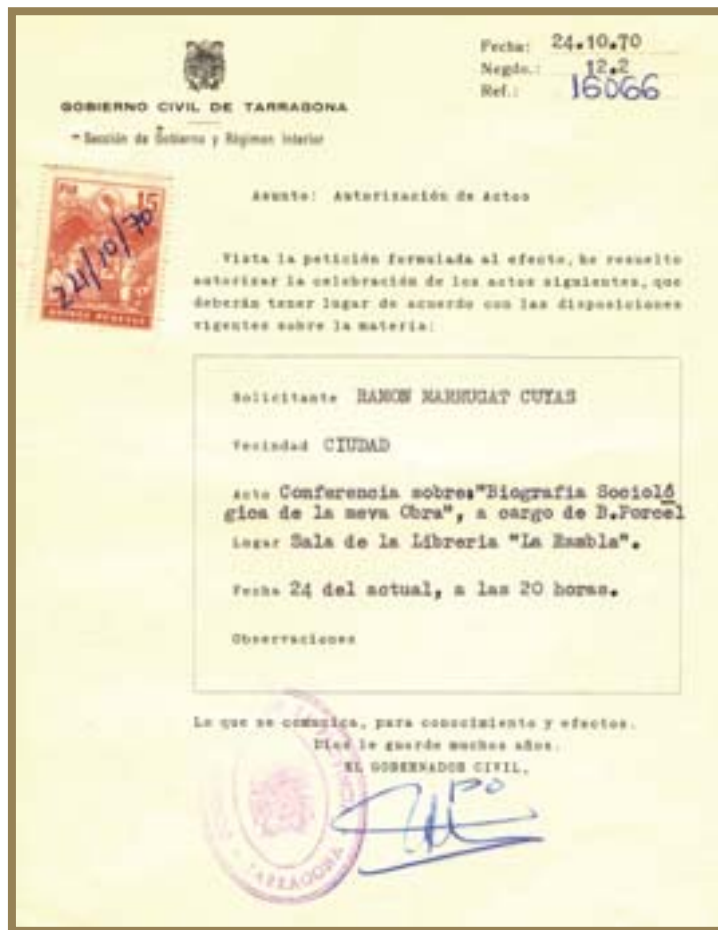 Fecha: 24.10.70
Negdo.: 12.2
Ref.: 16066
GOBIERNO CIVIL DE TARRAGONA
Sección de Gobierno y Régimen Interior
15
24/10/70
QUINCE PESETAS
Asunto: Autorización de Actos
Vista la petición formulada al efecto, he resuelto
autorizar la celebración de los actos siguientes, que
deberán tener lugar de acuerdo con las disposiciones
vigentes sobre la materia:
Solicitante RAMON MARRUGAT CUYAS
Vecindad CIUDAD
Acto Conferencia sobre:"Biografia Socioló
gica de la meva Obra", a cargo de B.Porcel
Lugar Sala de la Libreria "La Rambla".
Fecha 24 del actual, a las 20 horas.
Observaciones
Lo que se comunica, para conocimiento y efectos.
Dios le guarde muchos años.
EL GOBERNADOR CIVIL,
PO
TARRAGONA